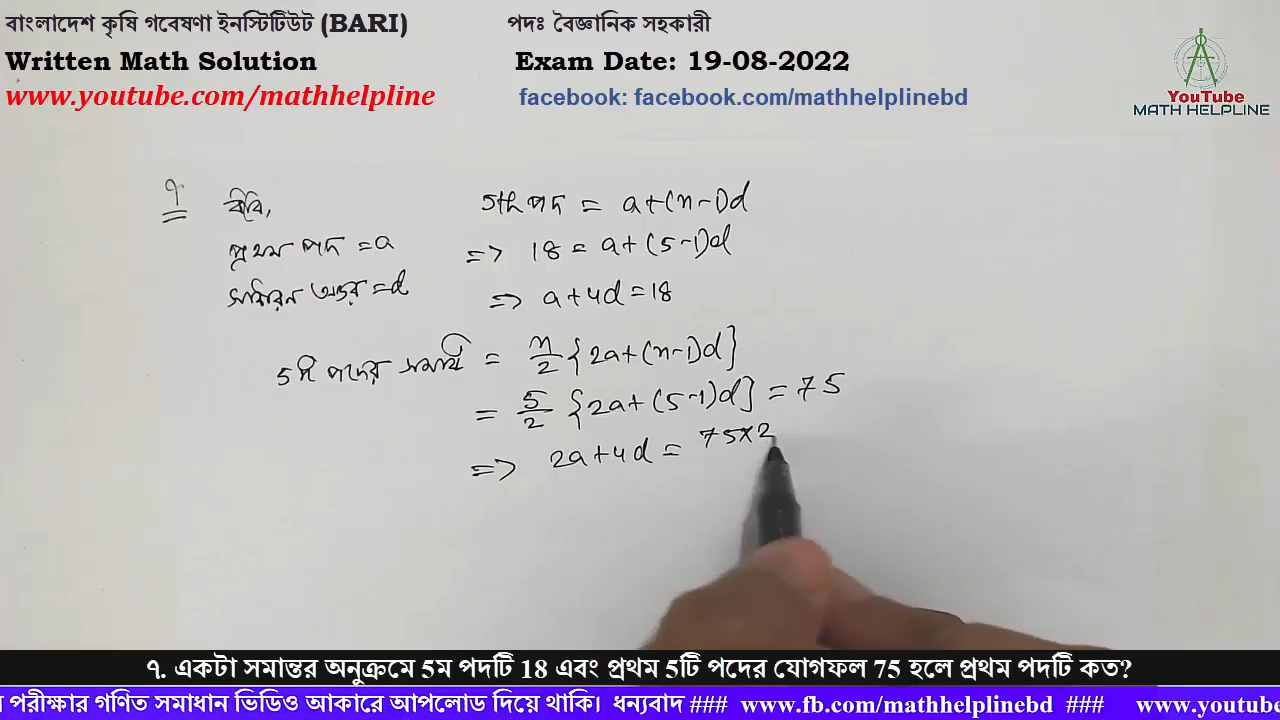 বাংলাদেশ কৃষি গবেষণা ইনস্টিটিউট (BARI)
পদঃ বৈজ্ঞানিক সহকারী
Written Math Solution
Exam Date: 19-08-2022
www.youtube.com/mathhelpline
facebook: facebook.com/mathhelplinebd
YouTube
MATH HELPLINE
৭
ধরি,
প্রথম পদ = a
সাধারন অন্তর = d
5th পদ = a+(n-1)d
=> 18 = a+(5-1)d
=> a+4d=18
5টি পদের সমষ্টি = n/2 {2a+(n-1)d}
= 5/2 {2a+(5-1)d} = 75
=> 2a+4d = 75×2
৭. একটা সমান্তর অনুক্রমে 5ম পদটি 18 এবং প্রথম 5টি পদের যোগফল 75 হলে প্রথম পদটি কত?
র পরীক্ষার গণিত সমাধান ভিডিও আকারে আপলোড দিয়ে থাকি। ধন্যবাদ ### www.fb.com/mathhelplinebd ### www.youtube